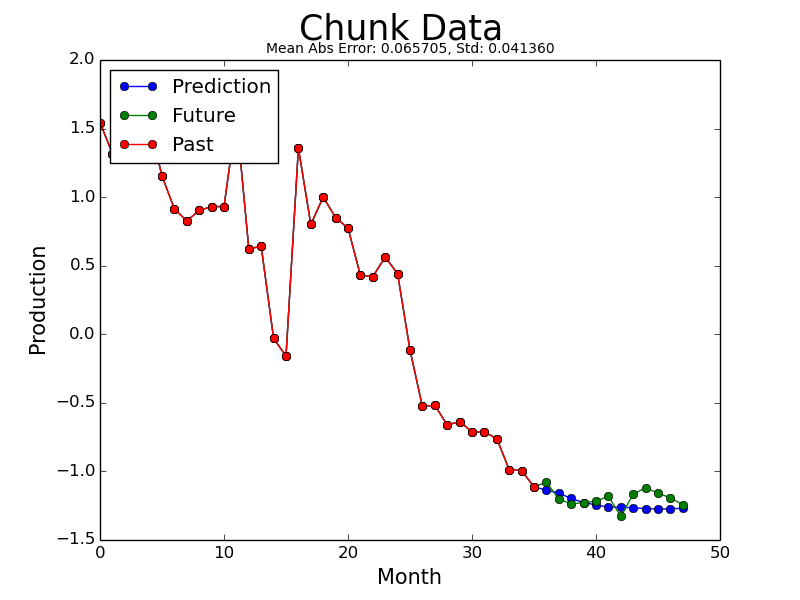 Chunk Data
Mean Abs Error: 0.065705, Std: 0.041360
2.0
1.5
1.0
0.5
0.0
−0.5
−1.0
−1.5
Production
Prediction
Future
Past
0 10 20 30 40 50
Month